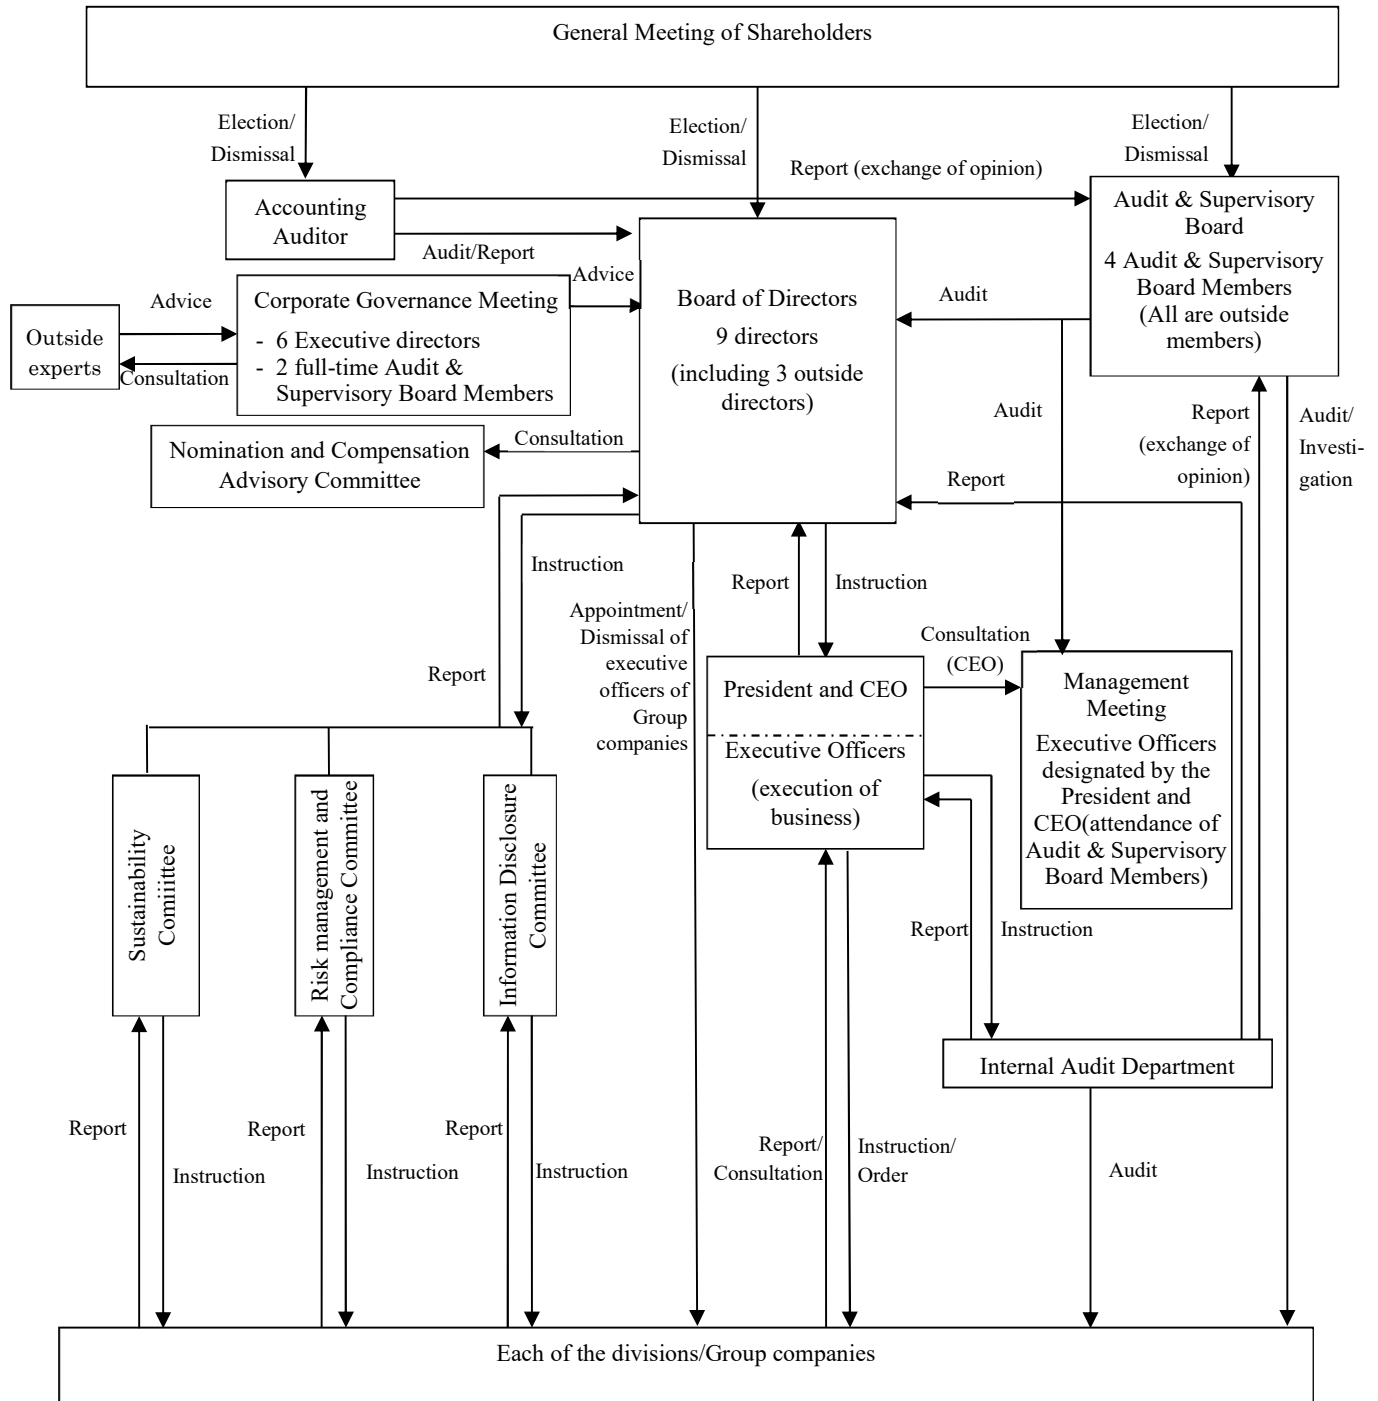 General Meeting of Shareholders
Election/
Dismissal
Election/
Dismissal
Election/
Dismissal
Report (exchange of opinion)
Accounting
Auditor
Audit/Report
Audit & Supervisory
Board
4 Audit & Supervisory
Board Members
(All are outside
members)
Advice
Outside
experts
Consultation
Corporate Governance Meeting
- 6 Executive directors
- 2 full-time Audit &
Supervisory Board Members
Advice
Board of Directors
9 directors
(including 3 outside
directors)
Audit
Audit
Report
(exchange of
opinion)
Audit/
Investi-
gation
Nomination and Compensation
Advisory Committee
Consultation
Report
Instruction
Report
Appointment/
Dismissal of
executive
officers of
Group
companies
Report
Instruction
Consultation
(CEO)
President and CEO
Executive Officers
(execution of
business)
Management
Meeting
Executive Officers
designated by the
President and
CEO(attendance of
Audit & Supervisory
Board Members)
Sustainability
Comiiittee
Risk management and
Compliance Committee
Information Disclosure
Committee
Report
Instruction
Internal Audit Department
Report
Instruction
Report
Instruction
Report
Instruction
Report/
Consultation
Instruction/
Order
Audit
Each of the divisions/Group companies